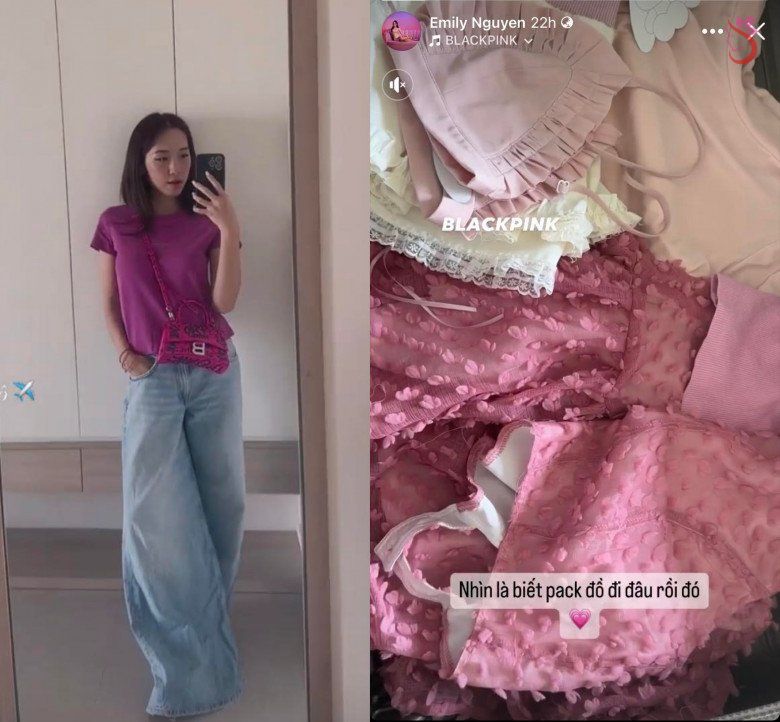 Emily Nguyen 22h
BLACKPINK
BLACKPINK
Nhìn là biết pack đồ đi đâu rồi đó